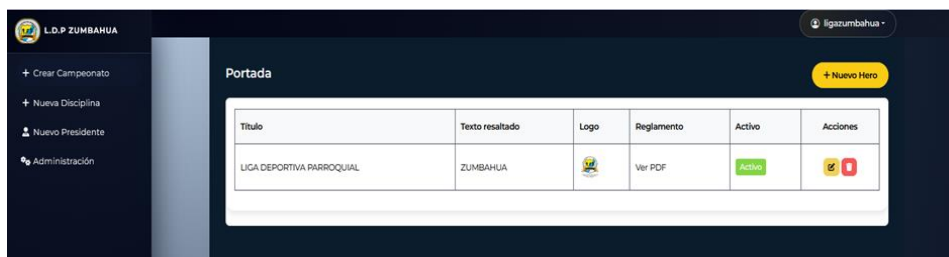 L.D.P ZUMBAHUA
ligazumbahua
+ Crear Campeonato
+ Nueva Disciplina
Nuevo Presidente
Administración
Portada
+ Nuevo Hero
Título Texto resaltado Logo Reglamento Activo Acciones
LIGA DEPORTIVA PARROQUIAL ZUMBAHUA Ver PDF Activo